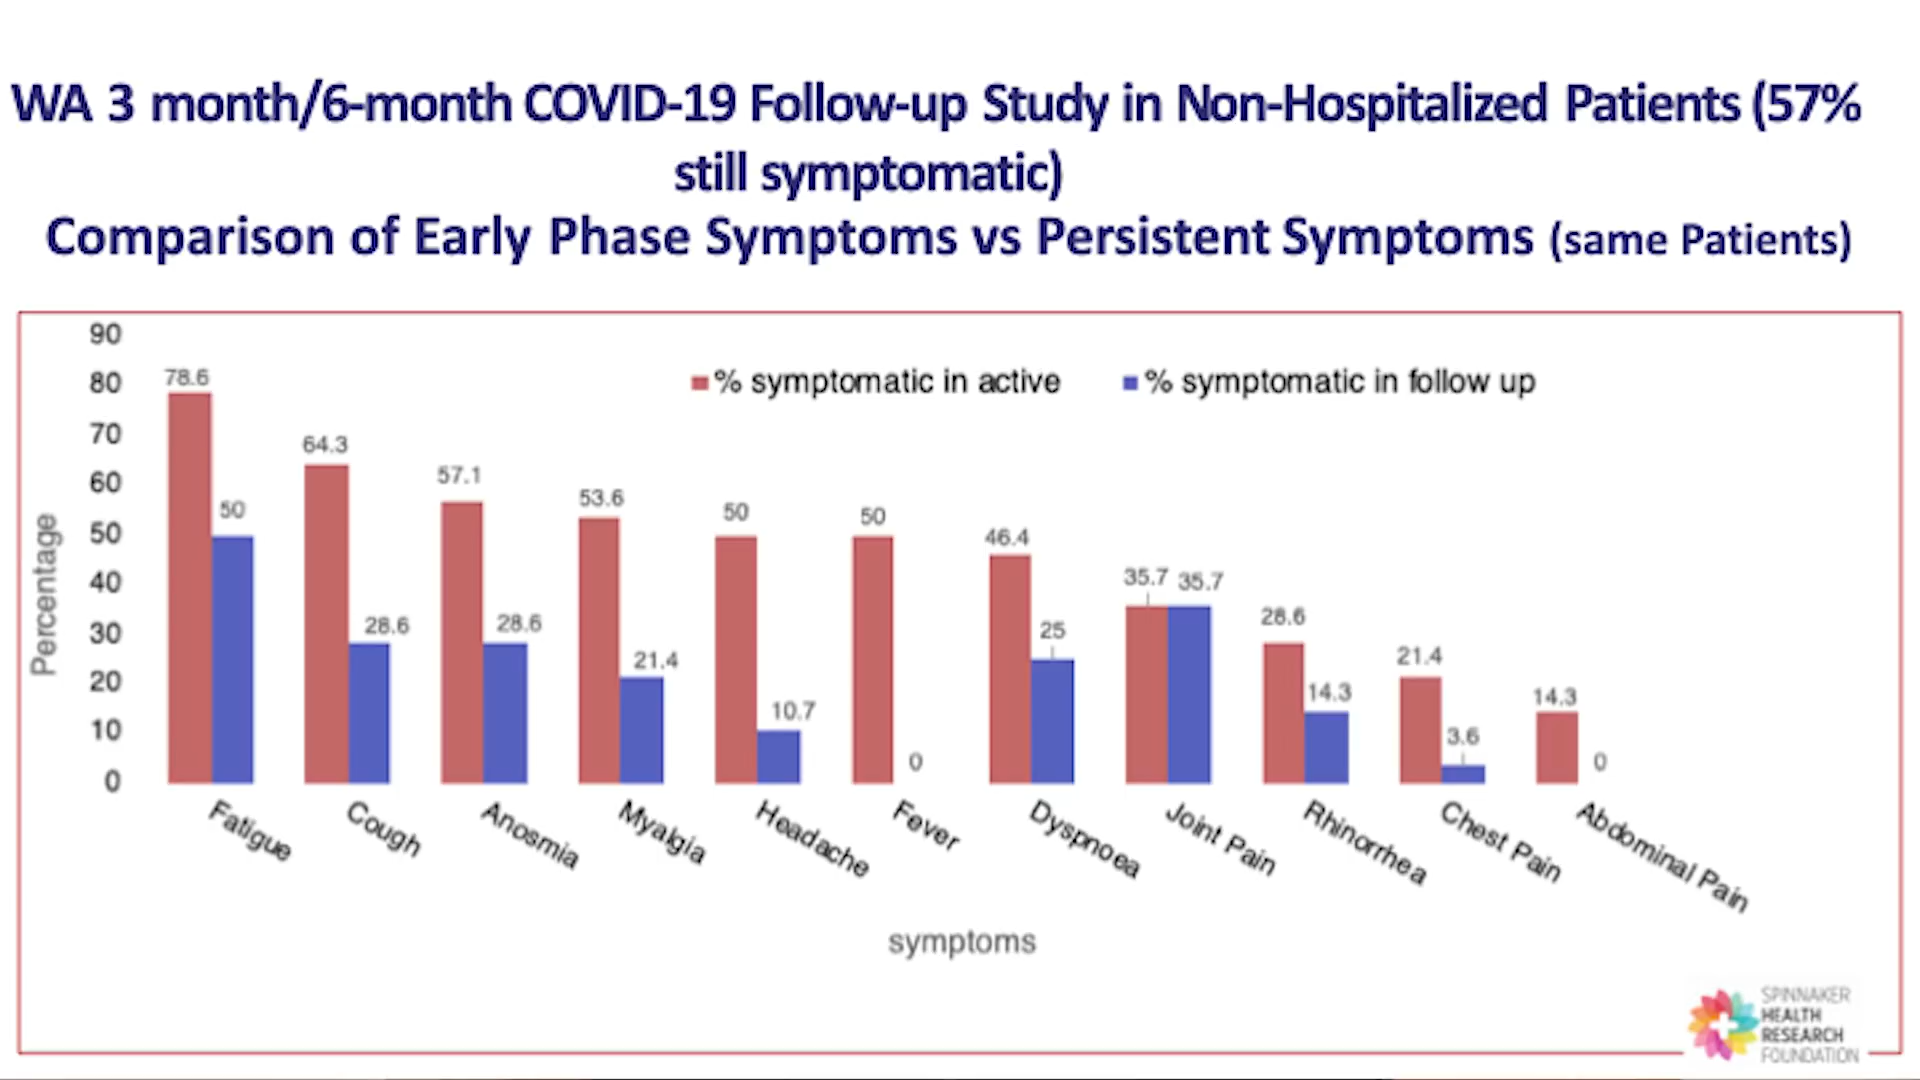 WA 3 month/6-month COVID-19 Follow-up Study in Non-Hospitalized Patients (57%
still symptomatic)
Comparison of Early Phase Symptoms vs Persistent Symptoms (same Patients)
90
80
70
60
50
40
30
20
10
0
Percentage
% symptomatic in active
% symptomatic in follow up
78.6
50
64.3
28.6
57.1
28.6
53.6
21.4
50
10.7
50
0
46.4
25
35.7
35.7
28.6
14.3
21.4
3.6
14.3
0
Fatigue
Cough
Anosmia
Myalgia
Headache
Fever
Dyspnoea
Joint Pain
Rhinorrhea
Chest Pain
Abdominal Pain
symptoms
SPINNAKER
HEALTH
RESEARCH
FOUNDATION